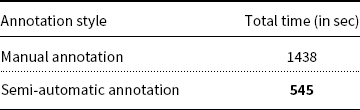 Annotation style Total time (in sec)
Manual annotation 1438
Semi-automatic annotation 545